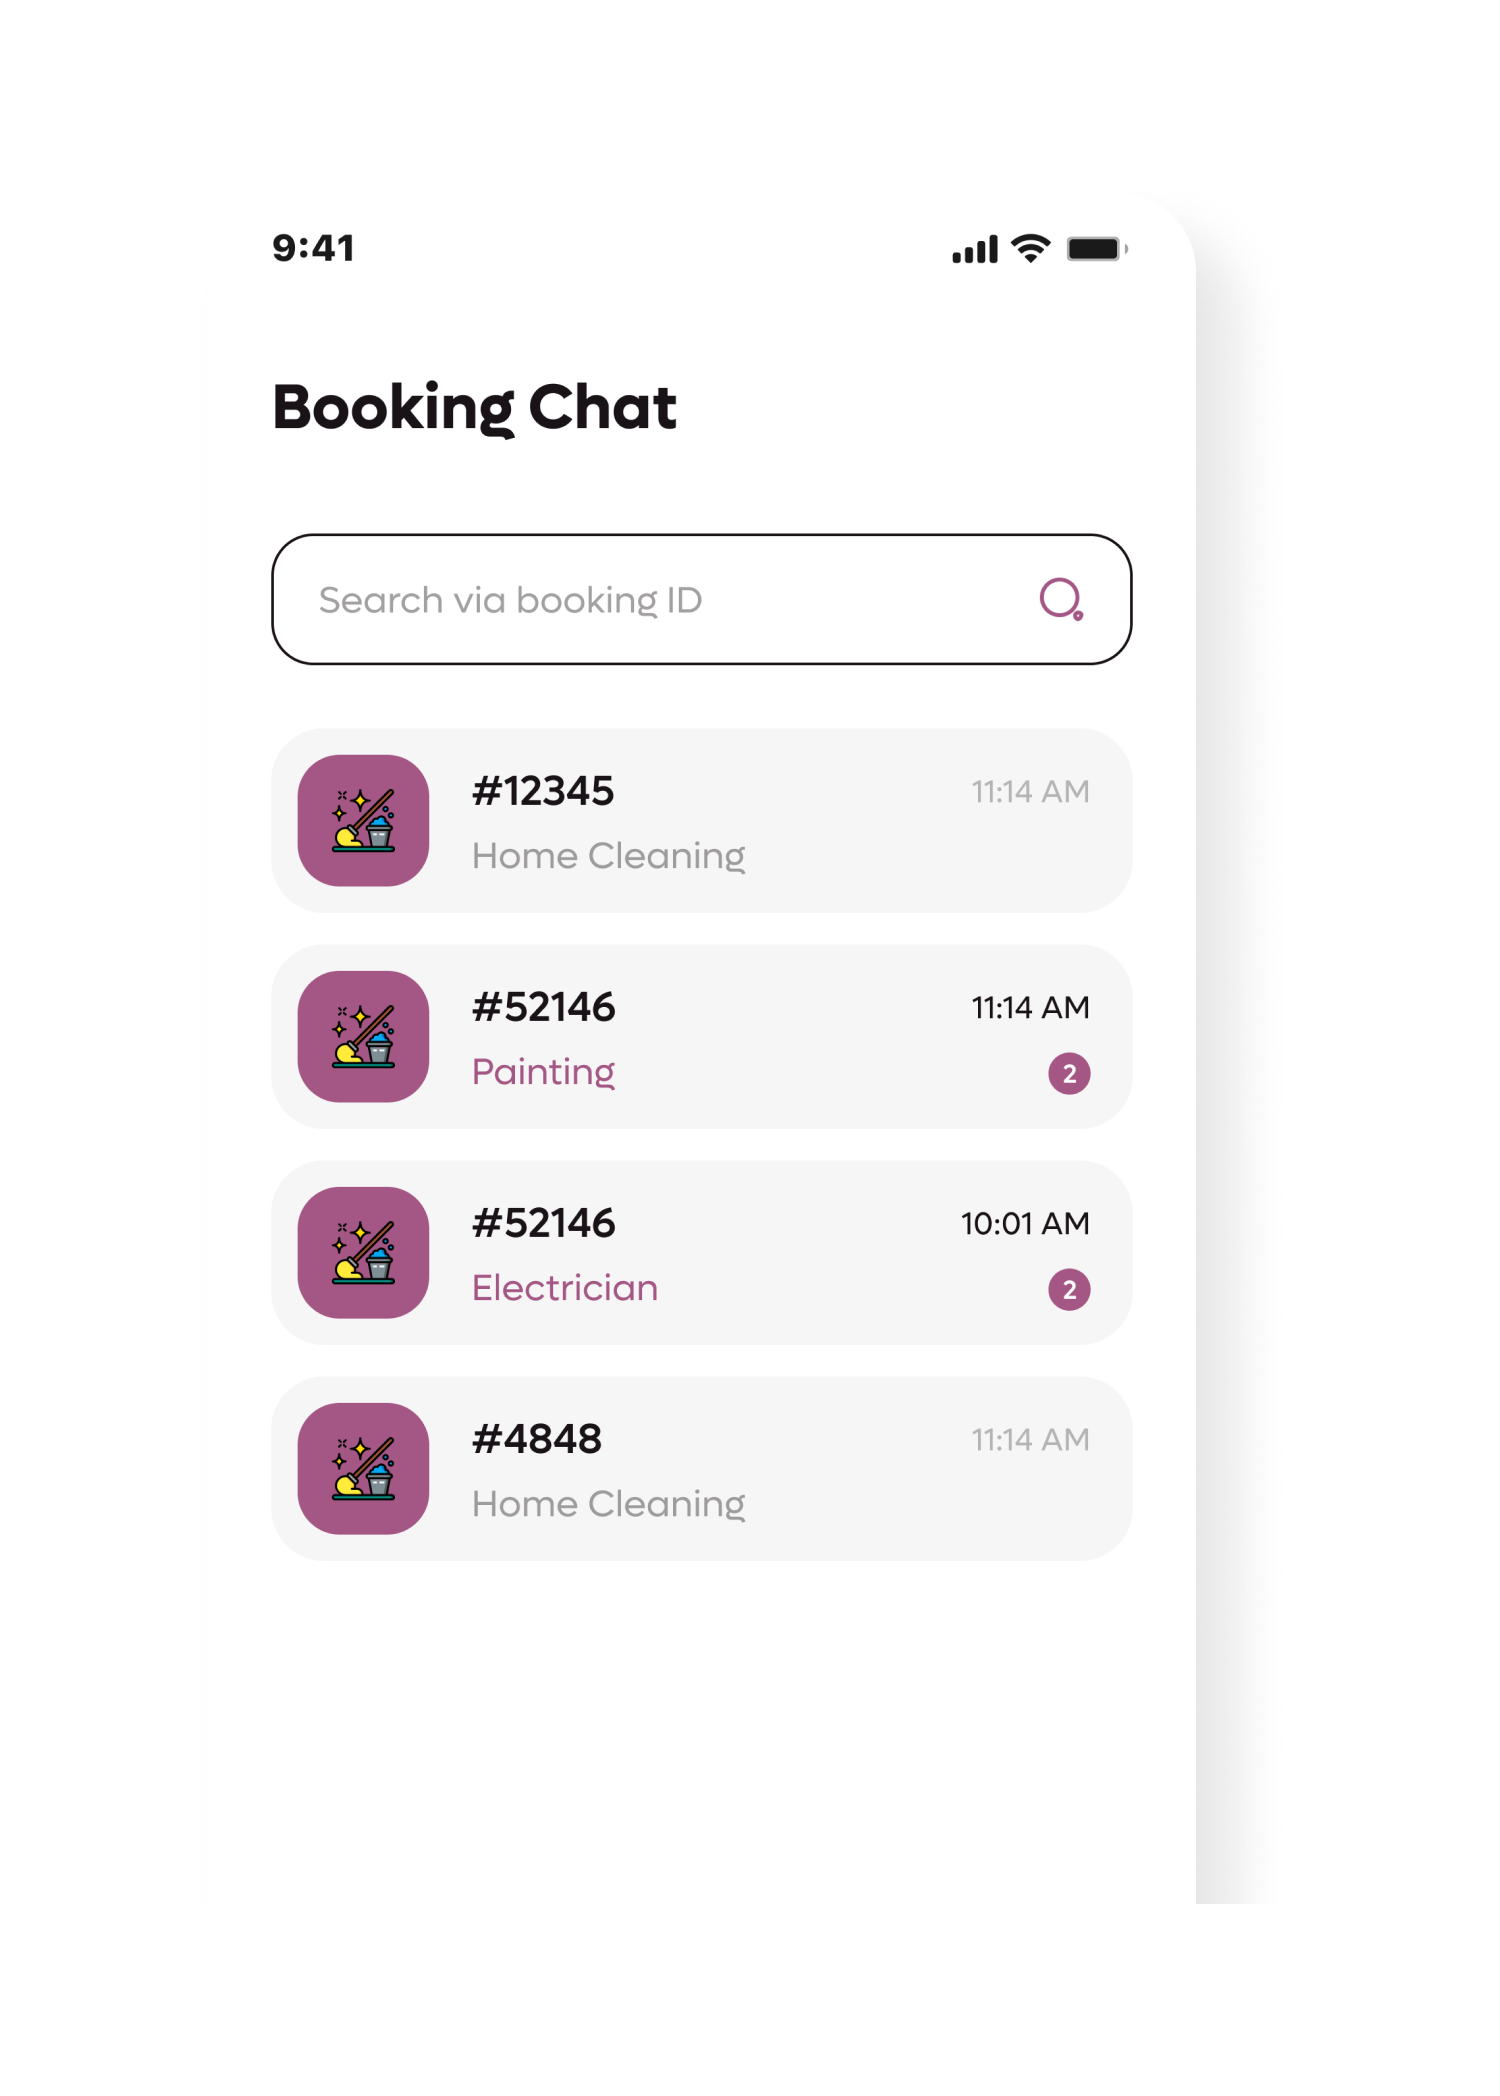 9:41
Booking Chat
Search via booking ID
#12345
11:14 AM
Home Cleaning
#52146
11:14 AM
Painting
2
#52146
10:01 AM
Electrician
2
#4848
11:14 AM
Home Cleaning